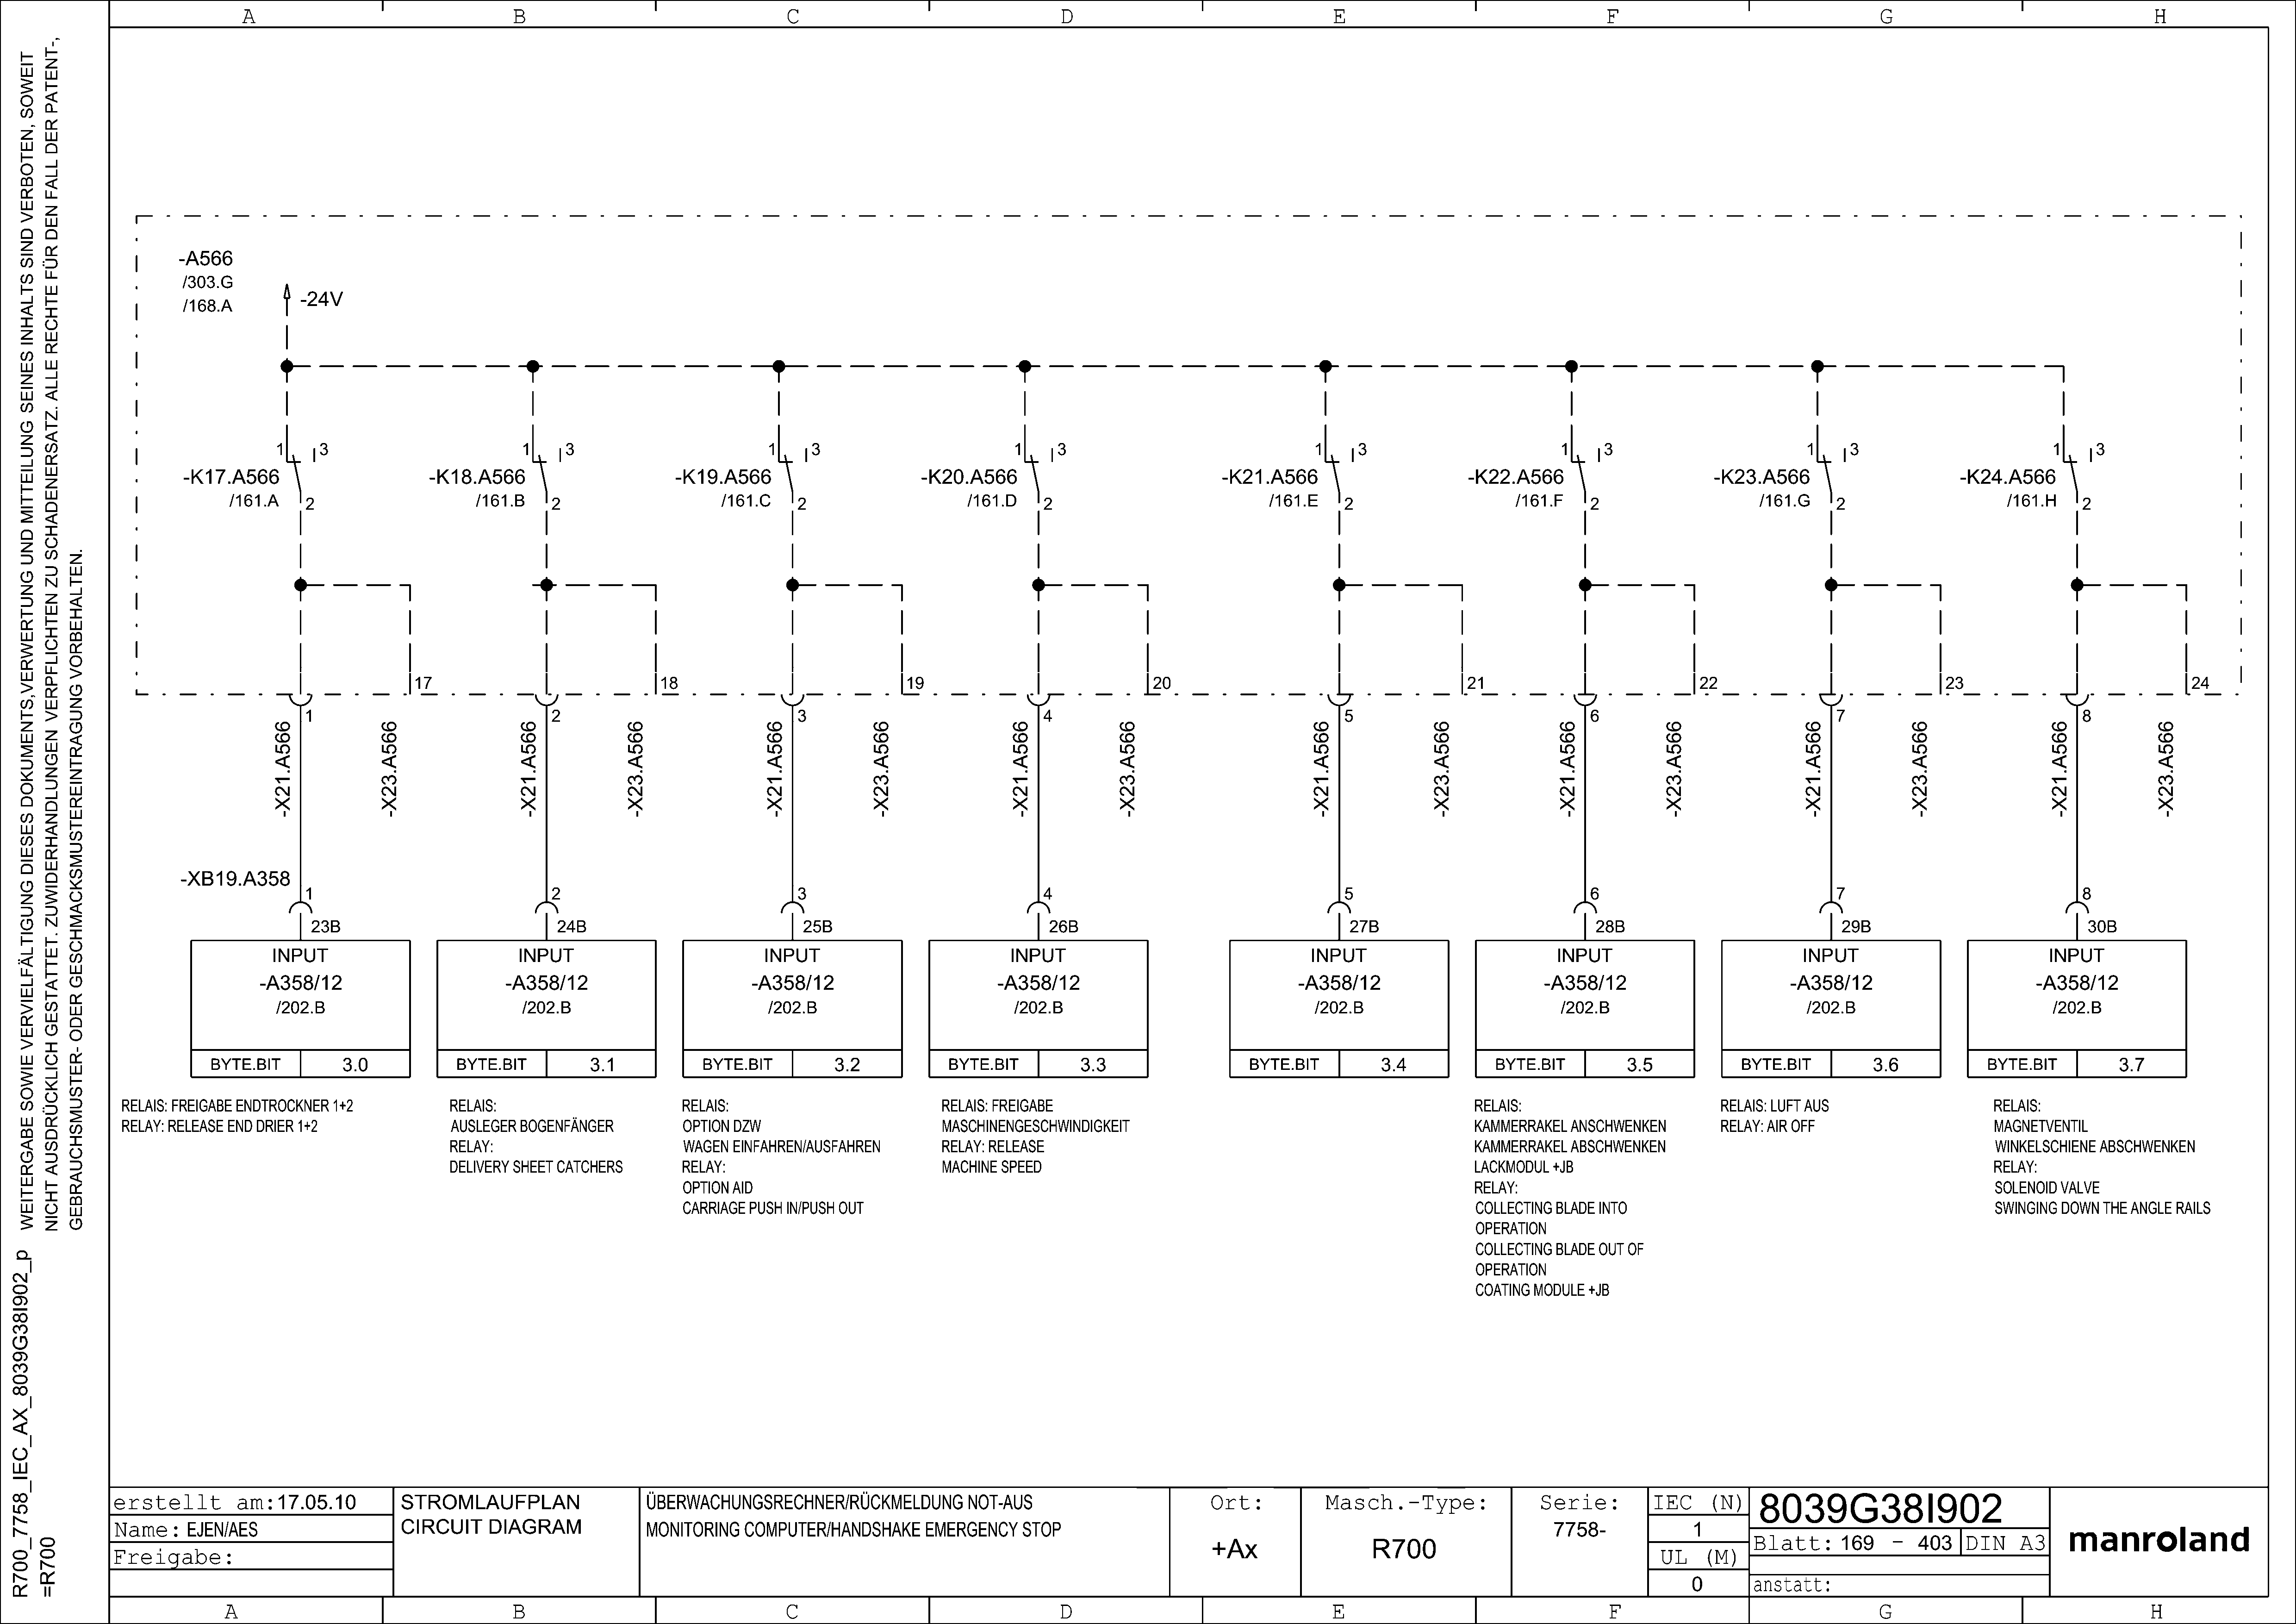 A B C D E F G H
WEITERGABE SOWIE VERVIELFÄLTIGUNG DIESES DOKUMENTS,VERWERTUNG UND MITTEILUNG SEINES INHALTS SIND VERBOTEN, SOWEIT
NICHT AUSDRÜCKLICH GESTATTET. ZUWIDERHANDLUNGEN VERPFLICHTEN ZU SCHADENERSATZ. ALLE RECHTE FÜR DEN FALL DER PATENT-,
GEBRAUCHSMUSTER- ODER GESCHMACKSMUSTEREINTRAGUNG VORBEHALTEN.
R700_7758_IEC_AX_8039G38I902_p
=R700
-A566
/303.G
/168.A
-24V
1 3 1 3 1 3 1 3 1 3 1 3 1 3 1 3
-K17.A566 -K18.A566 -K19.A566 -K20.A566 -K21.A566 -K22.A566 -K23.A566 -K24.A566
/161.A 2 /161.B 2 /161.C 2 /161.D 2 /161.E 2 /161.F 2 /161.G 2 /161.H 2
17 18 19 20 21 22 23 24
1 2 3 4 5 6 7 8
-X21.A566 -X23.A566 -X21.A566 -X23.A566 -X21.A566 -X23.A566 -X21.A566 -X23.A566 -X21.A566 -X23.A566 -X21.A566 -X23.A566 -X21.A566 -X23.A566 -X21.A566 -X23.A566
-XB19.A358
1 2 3 4 5 6 7 8
23B 24B 25B 26B 27B 28B 29B 30B
INPUT INPUT INPUT INPUT INPUT INPUT INPUT INPUT
-A358/12 -A358/12 -A358/12 -A358/12 -A358/12 -A358/12 -A358/12 -A358/12
/202.B /202.B /202.B /202.B /202.B /202.B /202.B /202.B
BYTE.BIT 3.0 BYTE.BIT 3.1 BYTE.BIT 3.2 BYTE.BIT 3.3 BYTE.BIT 3.4 BYTE.BIT 3.5 BYTE.BIT 3.6 BYTE.BIT 3.7
RELAIS: FREIGABE ENDTROCKNER 1+2
RELAY: RELEASE END DRIER 1+2
RELAIS:
AUSLEGER BOGENFÄNGER
RELAY:
DELIVERY SHEET CATCHERS
RELAIS:
OPTION DZW
WAGEN EINFAHREN/AUSFAHREN
RELAY:
OPTION AID
CARRIAGE PUSH IN/PUSH OUT
RELAIS: FREIGABE
MASCHINENGESCHWINDIGKEIT
RELAY: RELEASE
MACHINE SPEED
RELAIS:
KAMMERRAKEL ANSCHWENKEN
KAMMERRAKEL ABSCHWENKEN
LACKMODUL +JB
RELAY:
COLLECTING BLADE INTO
OPERATION
COLLECTING BLADE OUT OF
OPERATION
COATING MODULE +JB
RELAIS: LUFT AUS
RELAY: AIR OFF
RELAIS:
MAGNETVENTIL
WINKELSCHIENE ABSCHWENKEN
RELAY:
SOLENOID VALVE
SWINGING DOWN THE ANGLE RAILS
erstellt am:17.05.10
Name: EJEN/AES
Freigabe:
STROMLAUFPLAN
CIRCUIT DIAGRAM
ÜBERWACHUNGSRECHNER/RÜCKMELDUNG NOT-AUS
MONITORING COMPUTER/HANDSHAKE EMERGENCY STOP
Ort:
+Ax
Masch.-Type:
R700
Serie:
7758-
IEC (N)
1
UL (M)
0
8039G38I902
Blatt: 169 - 403 DIN A3
anstatt:
manroland
A B C D E F G H